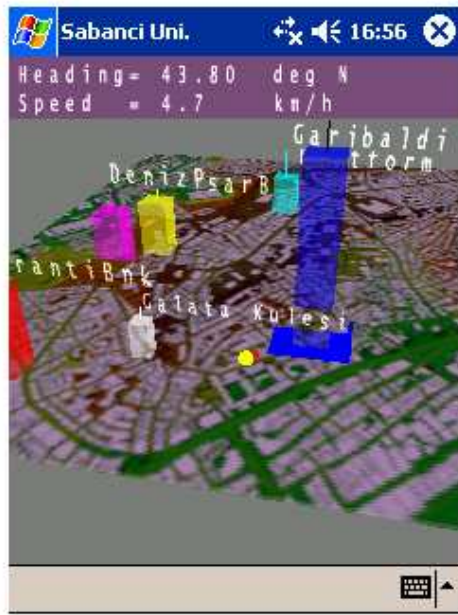 Sabanci Uni. 16:56
Heading= 43.80 deg N
Speed = 4.7 km/h
Garibaldi
DenizPsarB
rantiBnk
Galata Kulesi